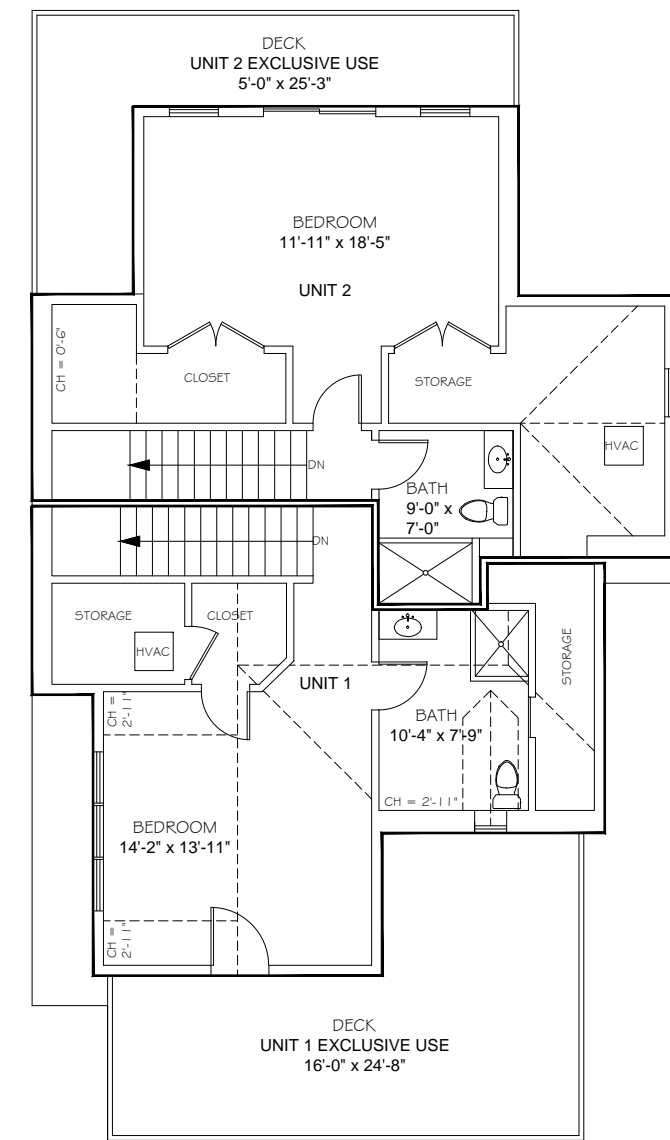 DECK
UNIT 2 EXCLUSIVE USE
5'-0" x 25'-3"
BEDROOM
11'-11" x 18'-5"
UNIT 2
CH = 0'-6"
CLOSET
STORAGE
HVAC
DN
BATH
9'-0" x
7'-0"
DN
STORAGE
CLOSET
HVAC
STORAGE
UNIT 1
CH =
2'-11"
BATH
10'-4" x 7'-9"
CH = 2'-11"
BEDROOM
14'-2" x 13'-11"
CH =
2'-11"
DECK
UNIT 1 EXCLUSIVE USE
16'-0" x 24'-8"